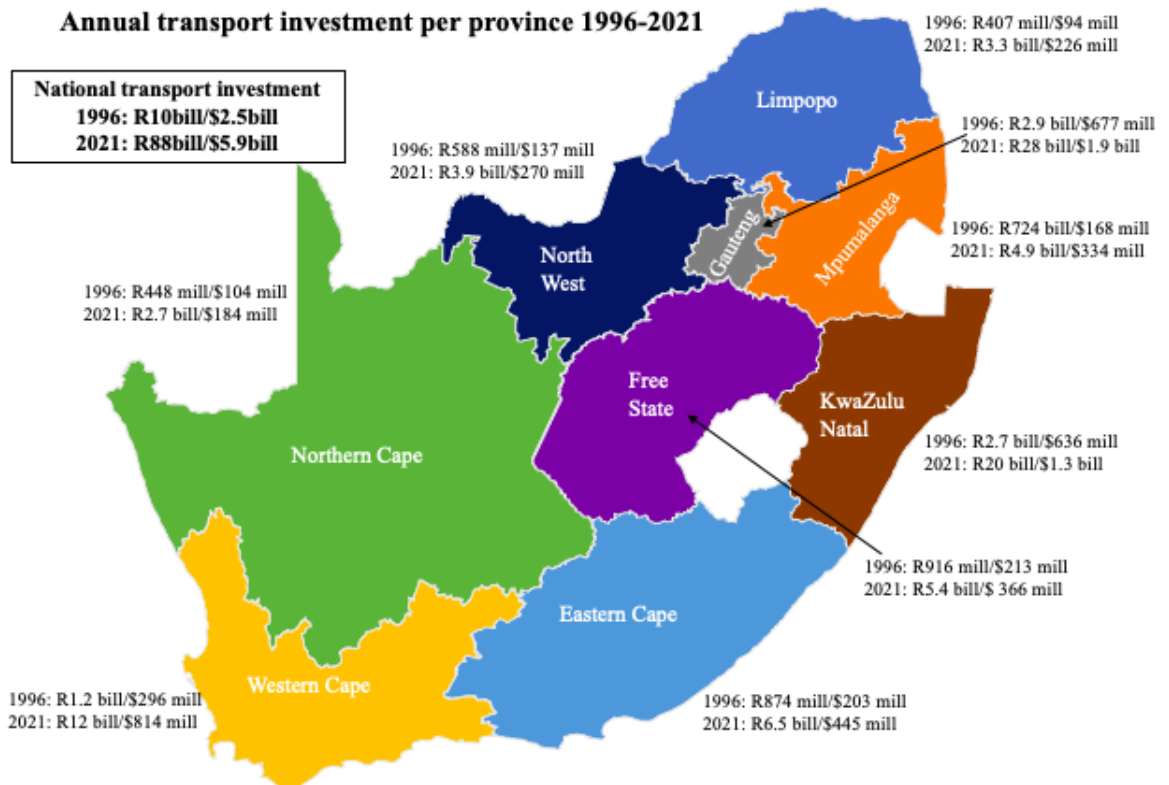 Annual transport investment per province 1996-2021
National transport investment
1996: R10bill/$2.5bill
2021: R88bill/$5.9bill
1996: R407 mill/$94 mill
2021: R3.3 bill/$226 mill
Limpopo
1996: R2.9 bill/$677 mill
2021: R28 bill/$1.9 bill
1996: R588 mill/$137 mill
2021: R3.9 bill/$270 mill
North
West
Gauteng
Mpumalanga
1996: R724 bill/$168 mill
2021: R4.9 bill/$334 mill
1996: R448 mill/$104 mill
2021: R2.7 bill/$184 mill
Northern Cape
Free
State
KwaZulu
Natal
1996: R2.7 bill/$636 mill
2021: R20 bill/$1.3 bill
1996: R916 mill/$213 mill
2021: R5.4 bill/$ 366 mill
Eastern Cape
Western Cape
1996: R1.2 bill/$296 mill
2021: R12 bill/$814 mill
1996: R874 mill/$203 mill
2021: R6.5 bill/$445 mill